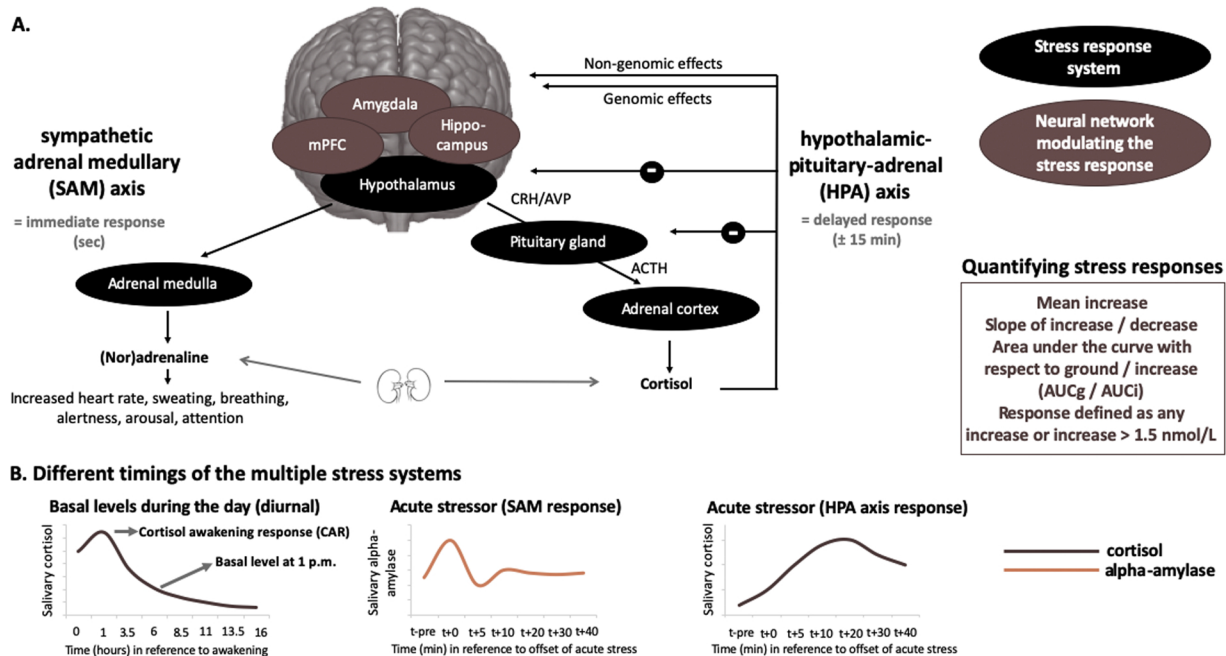 A.
Non-genomic effects
Genomic effects
Amygdala
mPFC
Hippo-
campus
Hypothalamus
sympathetic
adrenal medullary
(SAM) axis
= immediate response
(sec)
hypothalamic-
pituitary-adrenal
(HPA) axis
= delayed response
(± 15 min)
Stress response
system
Neural network
modulating the
stress response
CRH/AVP
Pituitary gland
ACTH
Adrenal cortex
Cortisol
Adrenal medulla
(Nor)adrenaline
Increased heart rate, sweating, breathing,
alertness, arousal, attention
Quantifying stress responses
Mean increase
Slope of increase / decrease
Area under the curve with
respect to ground / increase
(AUCg / AUCi)
Response defined as any
increase or increase > 1.5 nmol/L
B. Different timings of the multiple stress systems
Basal levels during the day (diurnal)
Salivary cortisol
Cortisol awakening response (CAR)
Basal level at 1 p.m.
0 1 3.5 6 8.5 11 13.5 16
Time (hours) in reference to awakening
Acute stressor (SAM response)
Salivary alpha-
amylase
t-pre t+0 t+5 t+10 t+20 t+30 t+40
Time (min) in reference to offset of acute stress
Acute stressor (HPA axis response)
Salivary cortisol
t-pre t+0 t+5 t+10 t+20 t+30 t+40
Time (min) in reference to offset of acute stress
cortisol
alpha-amylase